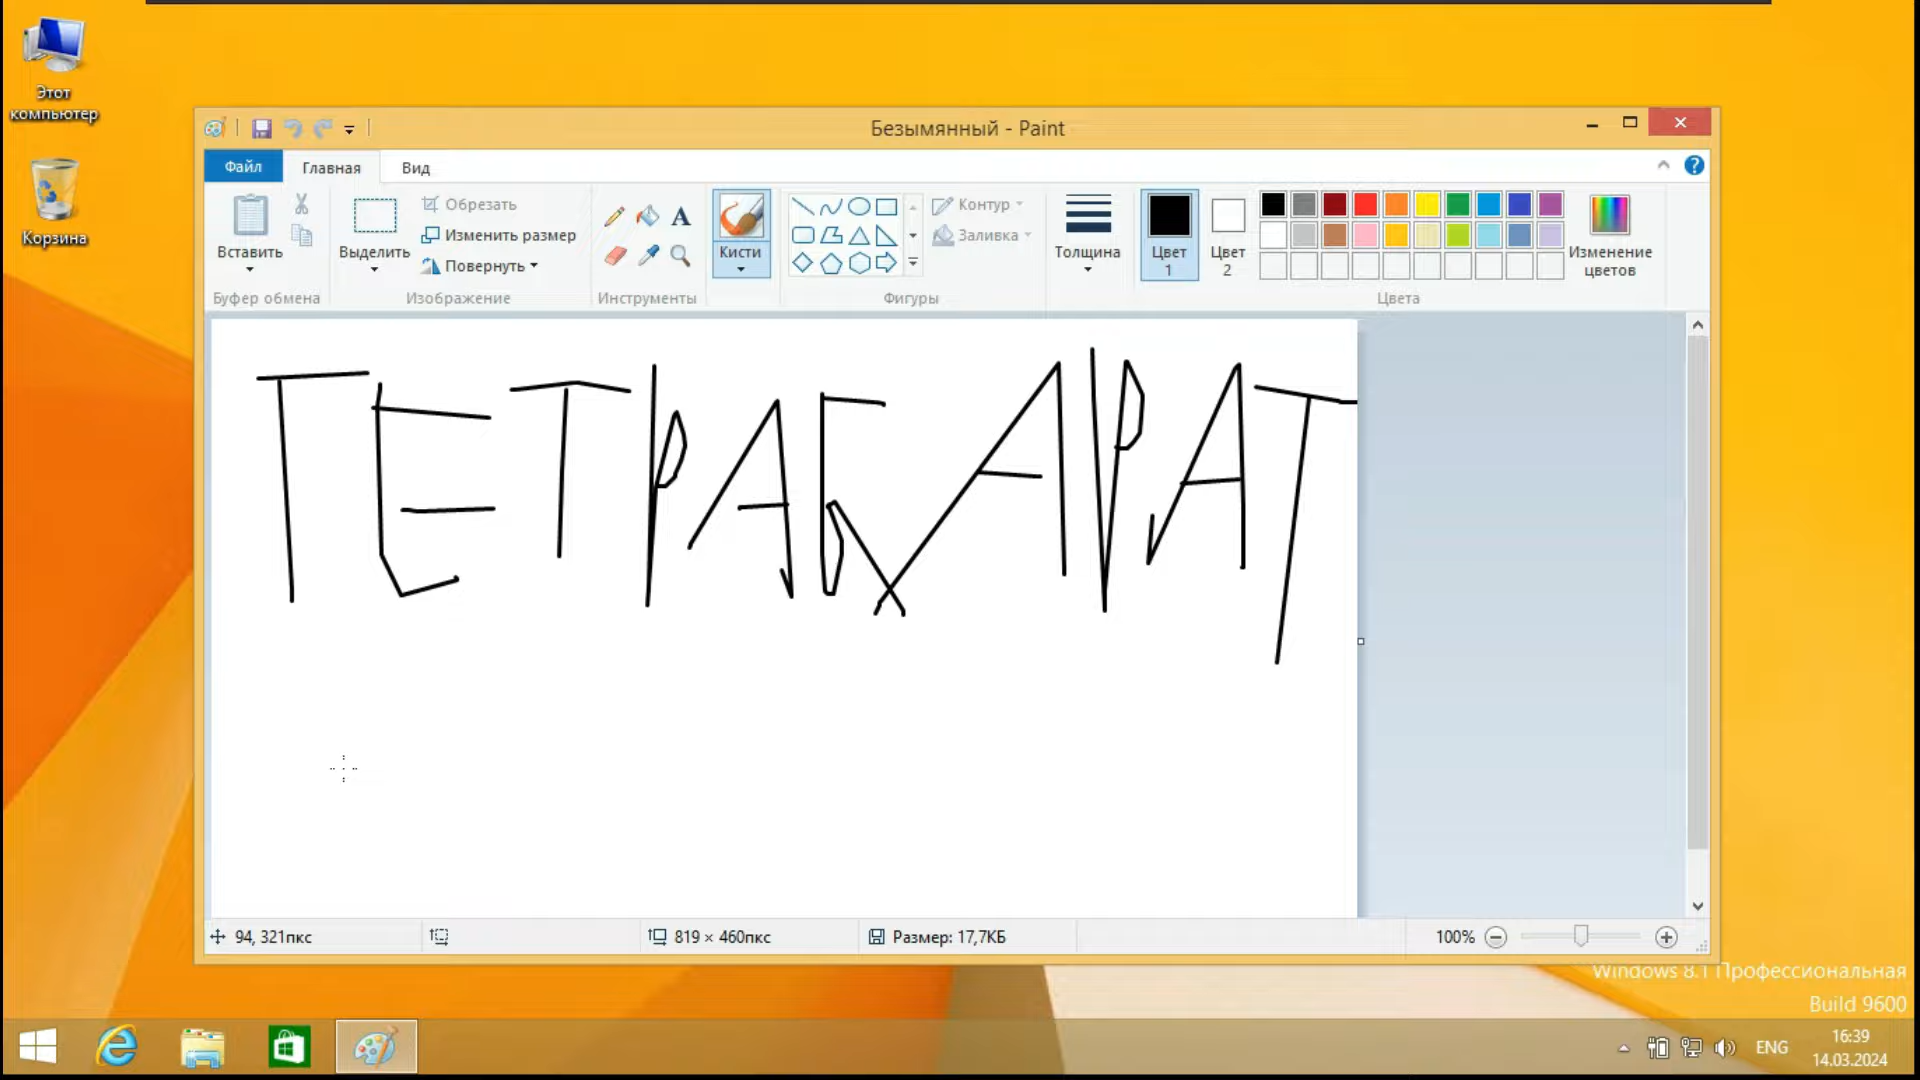 Этот
компьютер
Корзина
Безымянный - Paint
Файл
Главная
Вид
Вставить
Буфер обмена
Выделить
Обрезать
Изменить размер
Повернуть
Изображение
A
Инструменты
Кисти
Фигуры
Контур
Заливка
Толщина
Цвет
1
Цвет
2
Изменение
цветов
Цвета
ТЕТРАБАРАТ
94, 321пкс
819 × 460пкс
Размер: 17,7КБ
100%
Windows 8.1 Профессиональная
Build 9600
ENG
16:39
14.03.2024